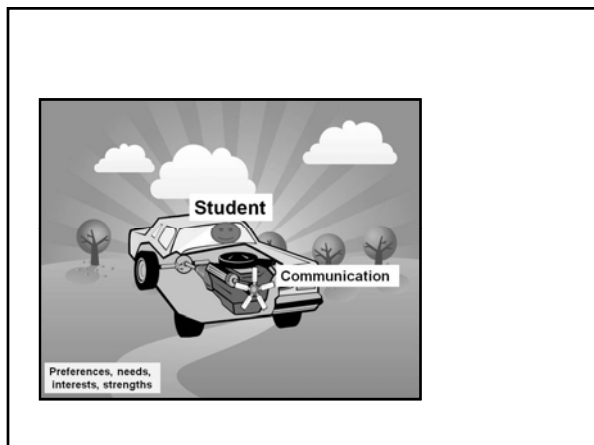 Student
Communication
Preferences, needs,
interests, strengths